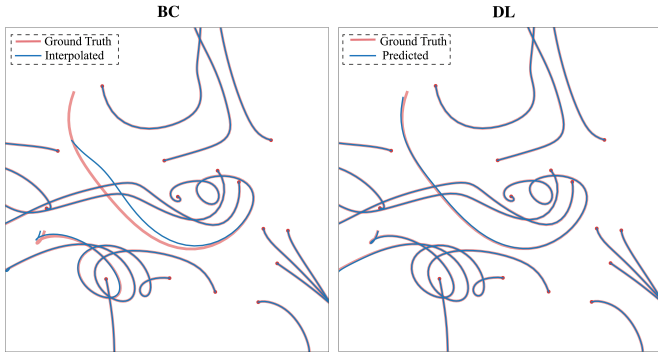 BC
Ground Truth
Interpolated
DL
Ground Truth
Predicted